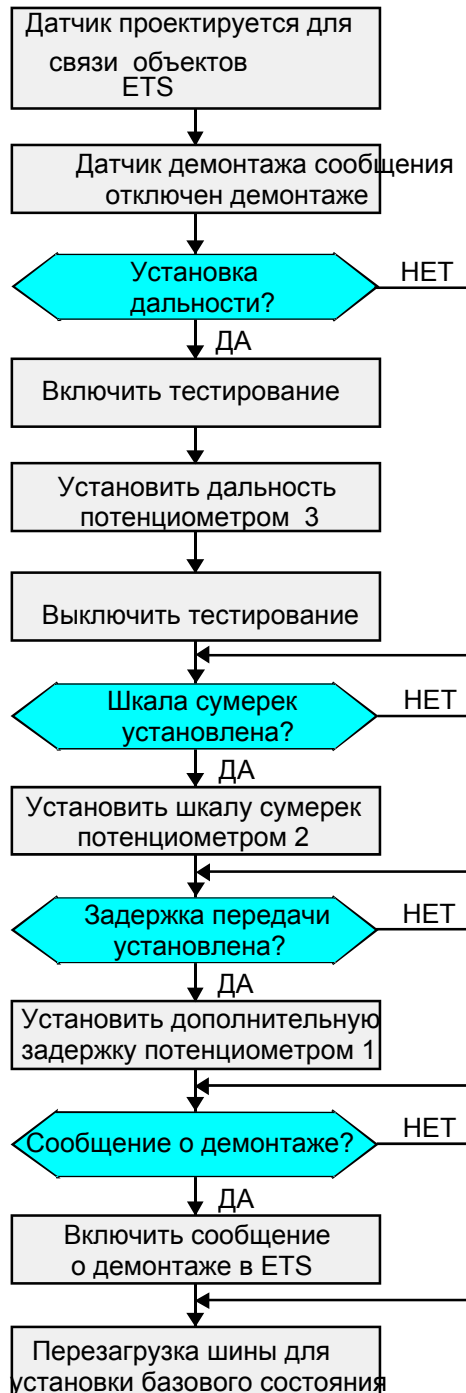 Датчик проектируется для
связи объектов
ETS
Датчик демонтажа сообщения
отключен демонтаже
Установка
дальности?
НЕТ
ДА
Включить тестирование
Установить дальность
потенциометром 3
Выключить тестирование
Шкала сумерек
установлена?
НЕТ
ДА
Установить шкалу сумерек
потенциометром 2
Задержка передачи
установлена?
НЕТ
ДА
Установить дополнительную
задержку потенциометром 1
Сообщение о демонтаже?
НЕТ
ДА
Включить сообщение
о демонтаже в ETS
Перезагрузка шины для
установки базового состояния